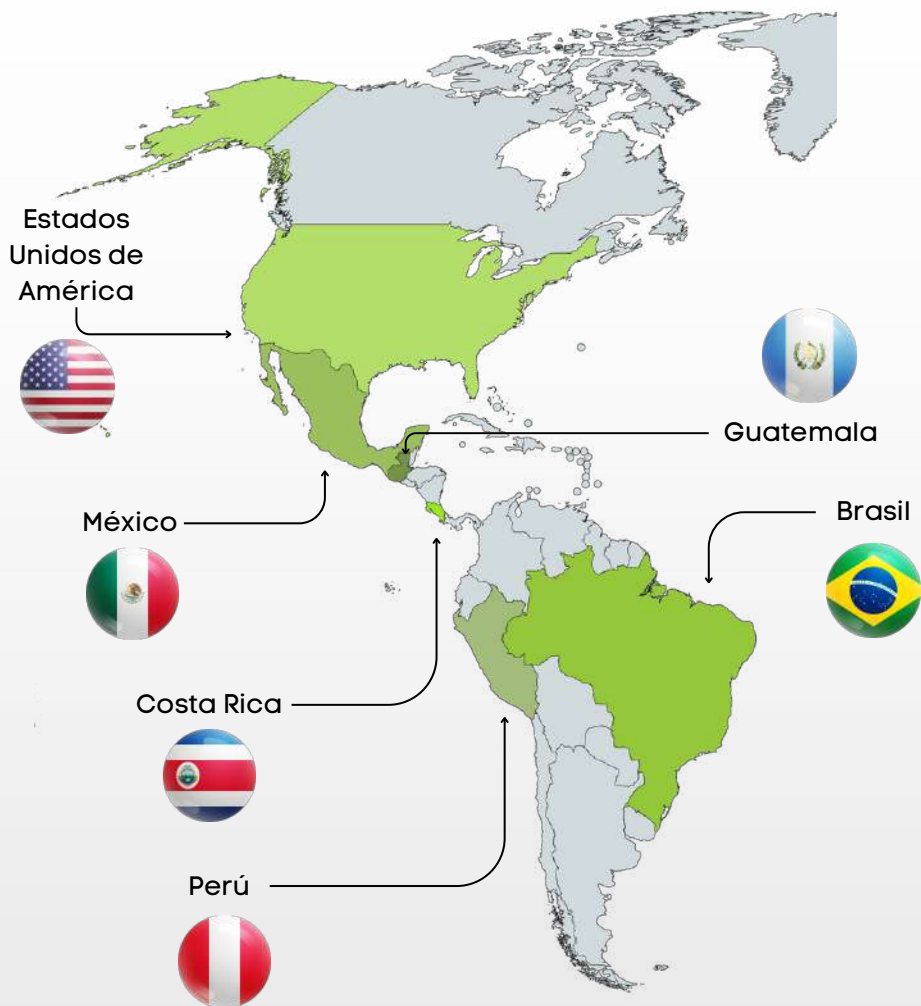 Estados
Unidos de
América
Guatemala
México
Brasil
Costa Rica
Perú